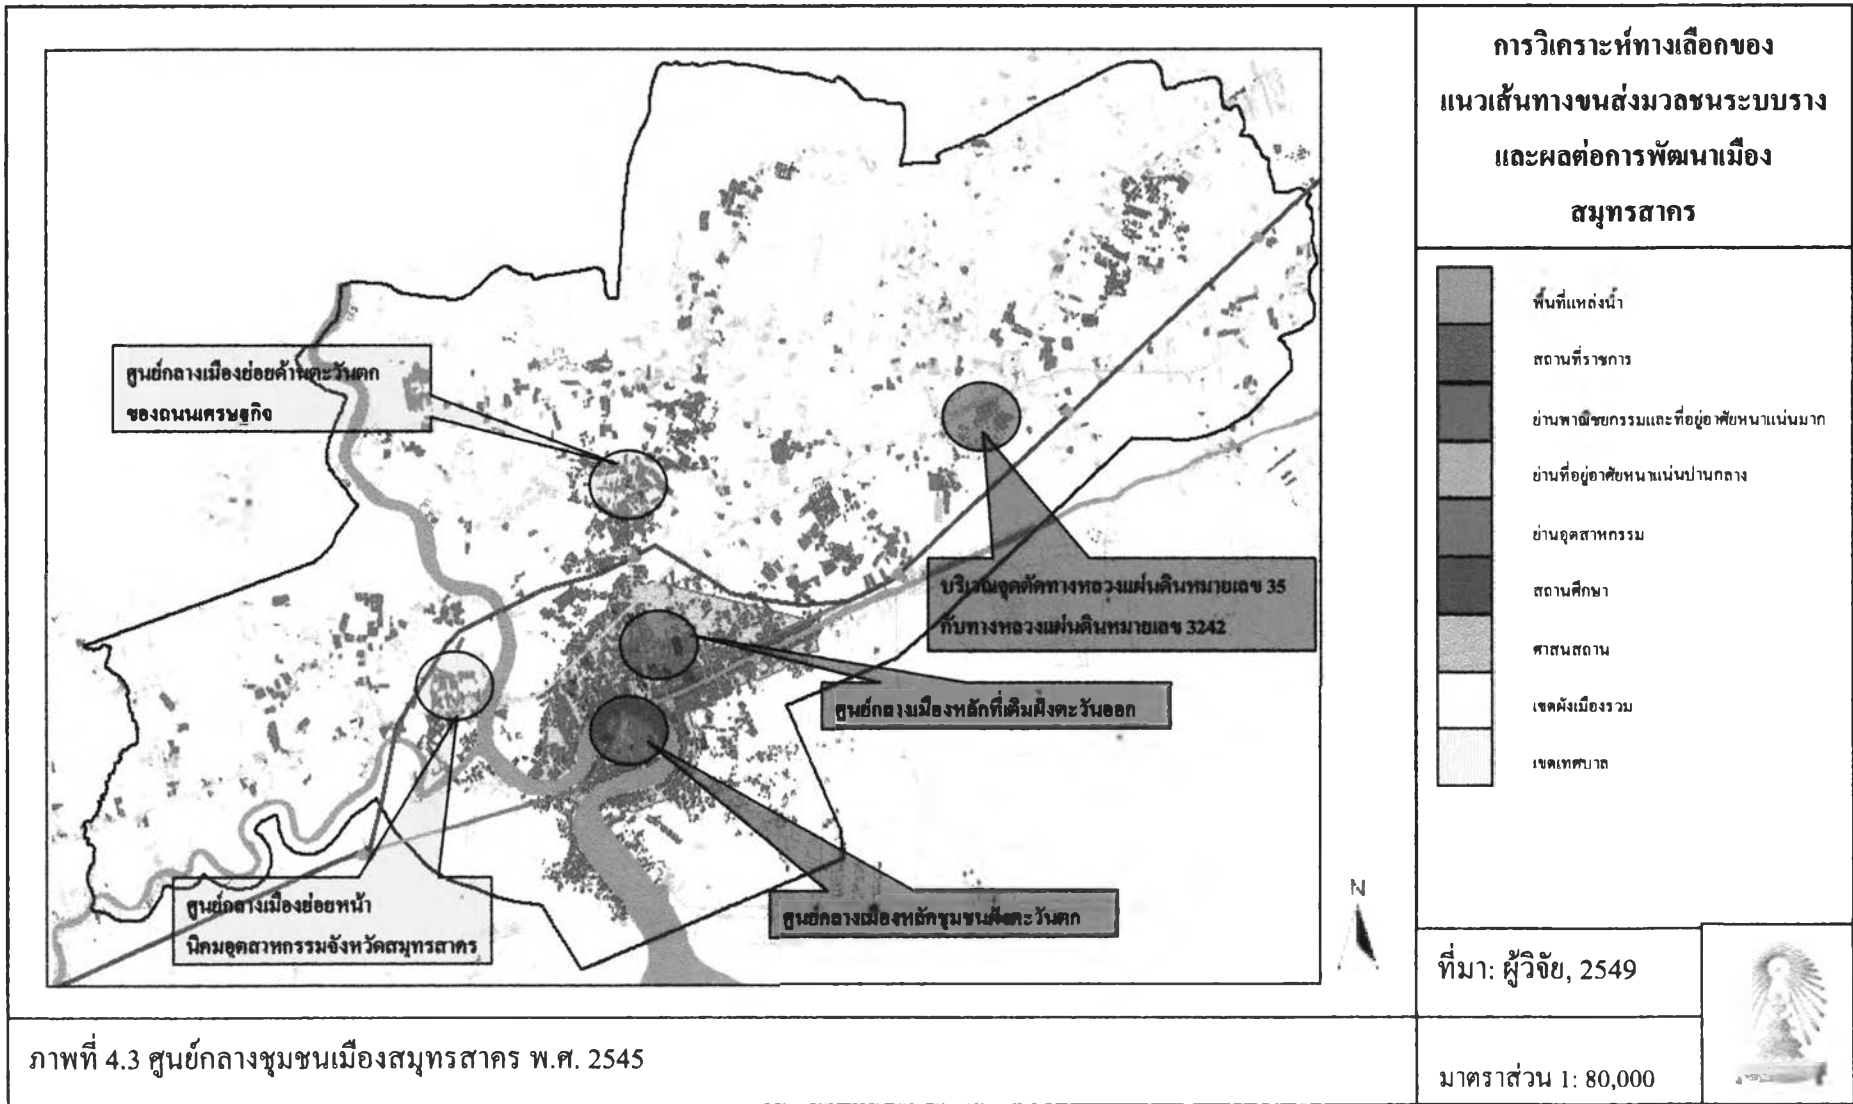 การวิเคราะห์ทางเลือกของ
แนวเส้นทางขนส่งมวลชนระบบราง
และผลต่อการพัฒนาเมือง
สมุทรสาคร
พื้นที่แหล่งน้ำ
สถานที่ราชการ
ย่านพาณิชยกรรมและที่อยู่อาศัยหนาแน่นมาก
ย่านที่อยู่อาศัยหนาแน่นปานกลาง
ย่านอุตสาหกรรม
สถานศึกษา
ศาสนสถาน
เขตผังเมืองรวม
เขตเทศบาล
ศูนย์กลางเมืองย่อยด้านตะวันตก
ของถนนเศรษฐกิจ
บริเวณจุดตัดทางหลวงแผ่นดินหมายเลข 35
กับทางหลวงแผ่นดินหมายเลข 3242
ศูนย์กลางเมืองหลักที่เดิมฝั่งตะวันออก
ศูนย์กลางเมืองหลักชุมชนฝั่งตะวันตก
ศูนย์กลางเมืองย่อยหน้า
นิคมอุตสาหกรรมจังหวัดสมุทรสาคร
N
ที่มา: ผู้วิจัย, 2549
มาตราส่วน 1: 80,000
ภาพที่ 4.3 ศูนย์กลางชุมชนเมืองสมุทรสาคร พ.ศ. 2545